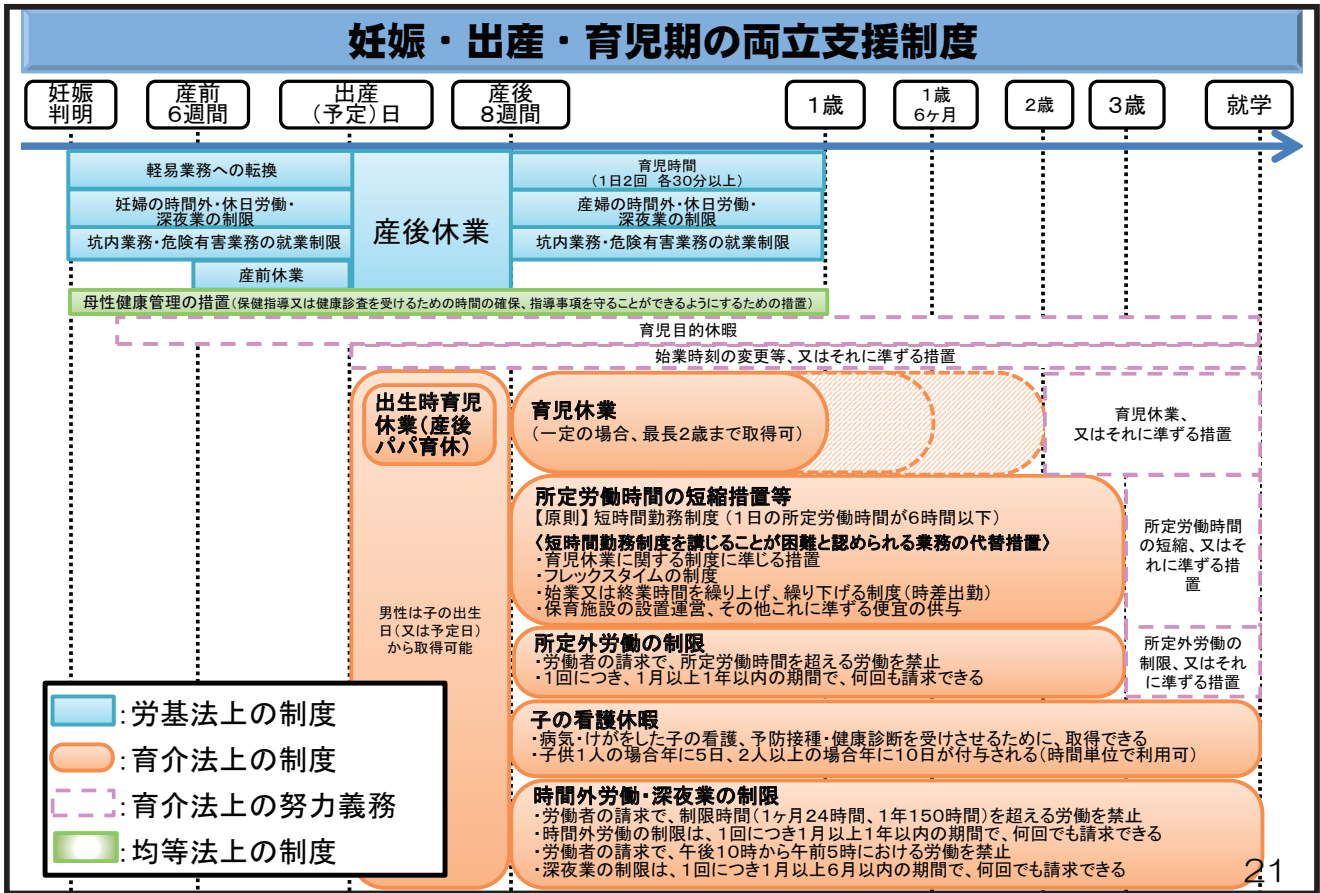 妊娠・出産・育児期の両立支援制度
妊娠
判明
産前
6週間
出産
(予定)日
産後
8週間
1歳
1歳
6ヶ月
2歳
3歳
就学
軽易業務への転換
妊婦の時間外・休日労働・
深夜業の制限
坑内業務・危険有害業務の就業制限
産前休業
産後休業
育児時間
(1日2回 各30分以上)
産婦の時間外・休日労働・
深夜業の制限
坑内業務・危険有害業務の就業制限
母性健康管理の措置(保健指導又は健康診査を受けるための時間の確保、指導事項を守ることができるようにするための措置)
育児目的休暇
始業時刻の変更等、又はそれに準ずる措置
出生時育児
休業(産後
パパ育休)
男性は子の出生
日(又は予定日)
から取得可能
育児休業
(一定の場合、最長2歳まで取得可)
育児休業、
又はそれに準ずる措置
所定労働時間の短縮措置等
【原則】短時間勤務制度(1日の所定労働時間が6時間以下)
〈短時間勤務制度を講じることが困難と認められる業務の代替措置〉
・育児休業に関する制度に準じる措置
・フレックスタイムの制度
・始業又は終業時間を繰り上げ、繰り下げる制度(時差出勤)
・保育施設の設置運営、その他これに準ずる便宜の供与
所定労働時間
の短縮、又はそ
れに準ずる措
置
所定外労働の制限
・労働者の請求で、所定労働時間を超える労働を禁止
・1回につき、1月以上1年以内の期間で、何回も請求できる
所定外労働の
制限、又はそれ
に準ずる措置
子の看護休暇
・病気・けがをした子の看護、予防接種・健康診断を受けさせるために、取得できる
・子供1人の場合年に5日、2人以上の場合年に10日が付与される(時間単位で利用可)
時間外労働・深夜業の制限
・労働者の請求で、制限時間(1ヶ月24時間、1年150時間)を超える労働を禁止
・時間外労働の制限は、1回につき1月以上1年以内の期間で、何回でも請求できる
・労働者の請求で、午後10時から午前5時における労働を禁止
・深夜業の制限は、1回につき1月以上6月以内の期間で、何回でも請求できる
:労基法上の制度
:育介法上の制度
:育介法上の努力義務
:均等法上の制度
21